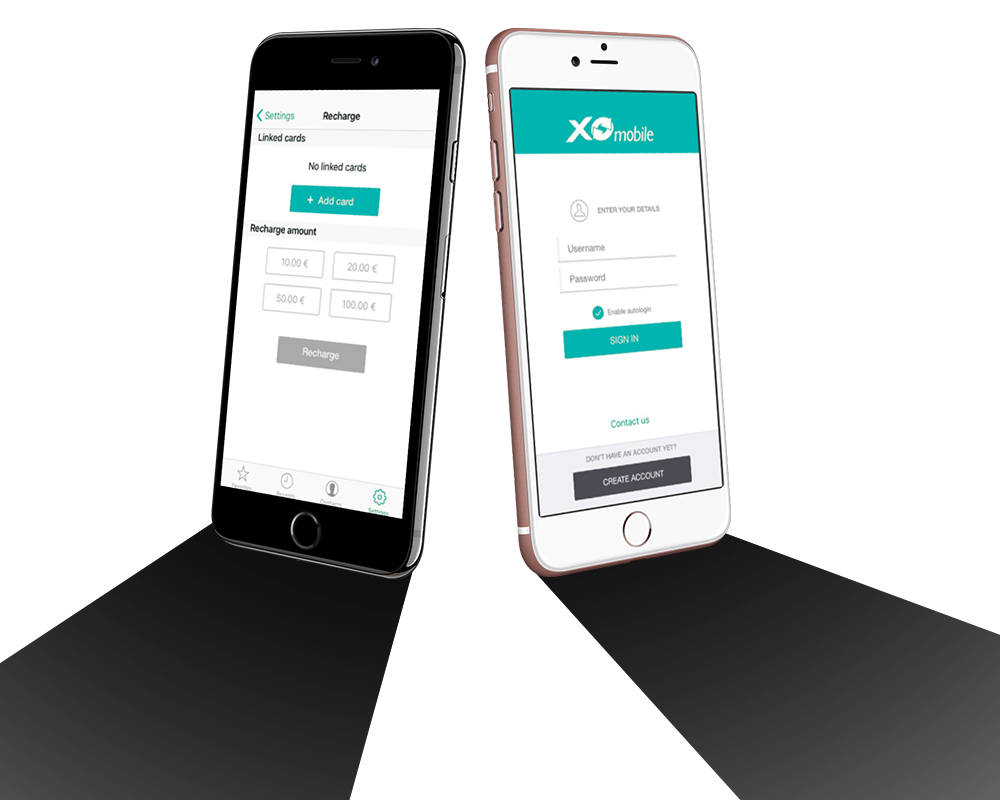 Settings Recharge
Linked cards
No linked cards
+ Add card
Recharge amount
10.00 € 20.00 €
50.00 € 100.00 €
Recharge
Favorites Recents Contacts Settings
XO mobile
ENTER YOUR DETAILS
Username
Password
Enable autologin
SIGN IN
Contact us
DON'T HAVE AN ACCOUNT YET?
CREATE ACCOUNT